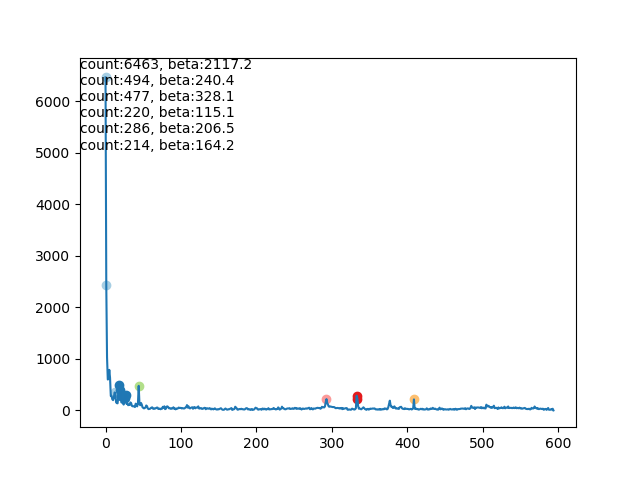 count:6463, beta:2117.2
count:494, beta:240.4
count:477, beta:328.1
count:220, beta:115.1
count:286, beta:206.5
count:214, beta:164.2
6000
5000
4000
3000
2000
1000
0
0 100 200 300 400 500 600